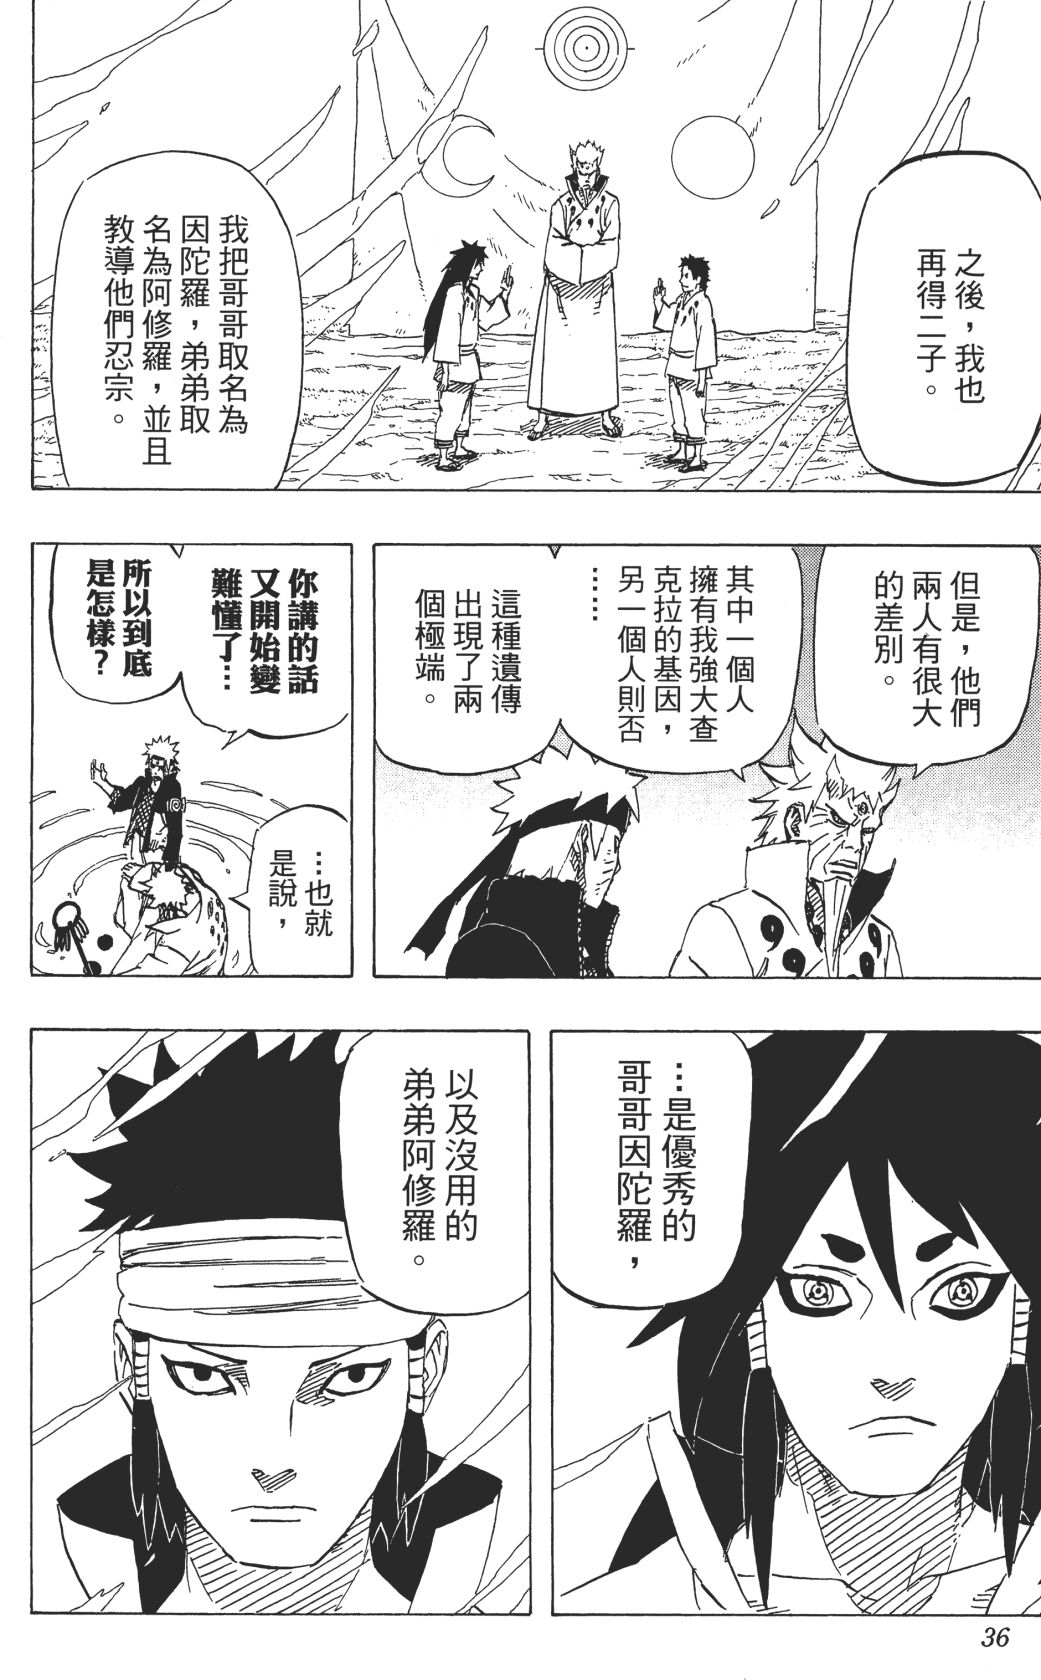 之後，我也
再得二子。
我把哥哥取名為
因陀羅，弟弟取
名為阿修羅，並且
教導他們忍宗。
但是，他們
兩人有很大
的差別。
其中一個人
擁有我強大查
克拉的基因，
另一個人則否
……
這種遺傳
出現了兩
個極端。
你講的話
又開始變
難懂了…
所以到底
是怎樣？
…也就
是說，
…是優秀的
哥哥因陀羅，
以及沒用的
弟弟阿修羅。
36